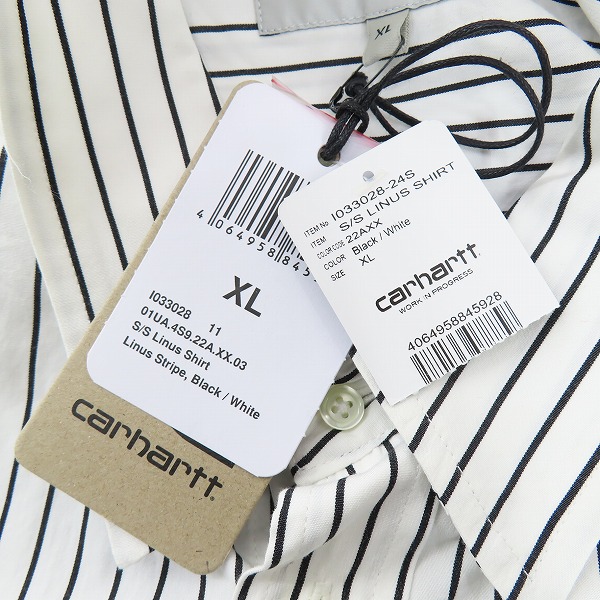 XL
4 064958 845
XL
I033028 11
01UA.4S9.22A.XX.03
S/S Linus Shirt
Linus Stripe, Black / White
carhartt
ITEM No I033028-24S
ITEM S/S LINUS SHIRT
COLOR CODE 22AXX
COLOR Black / White
SIZE XL
carhartt
WORK IN PROGRESS
4064958845928